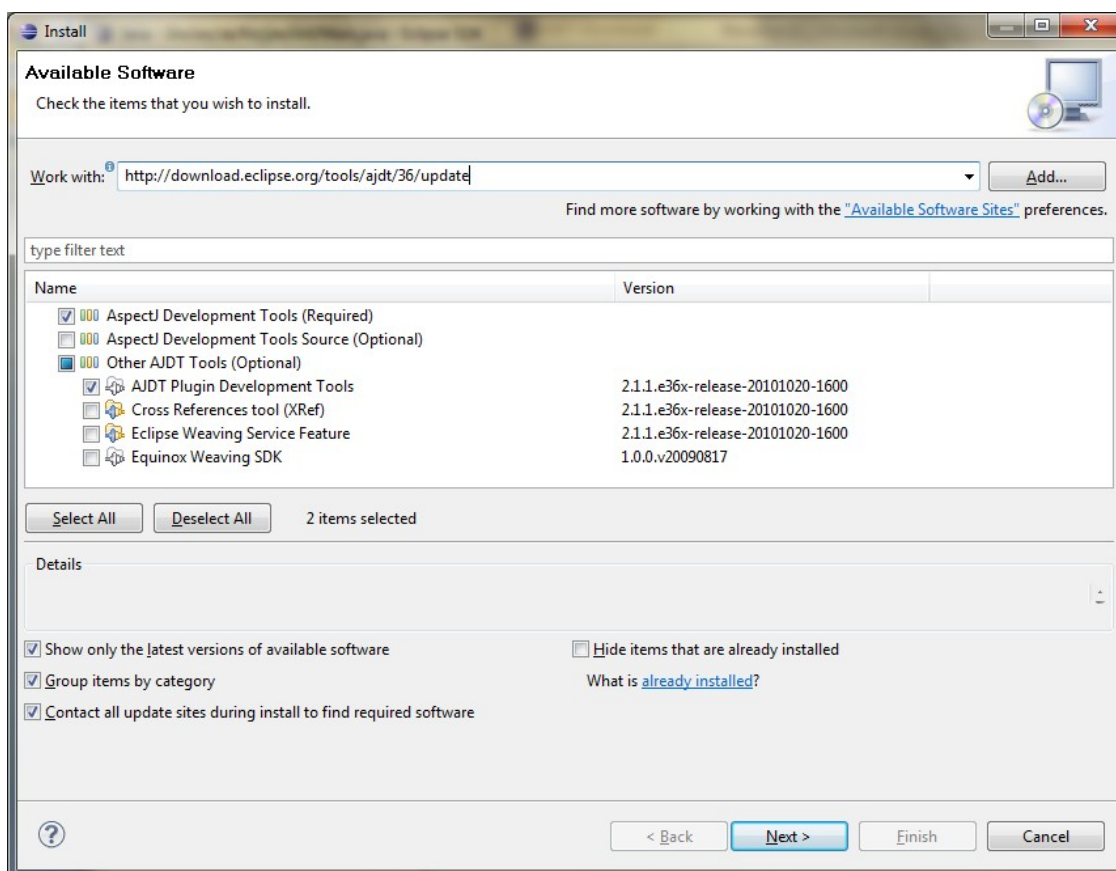 Install
Available Software
Check the items that you wish to install.
Work with: http://download.eclipse.org/tools/ajdt/36/update Add...
Find more software by working with the "Available Software Sites" preferences.
type filter text
Name Version
AspectJ Development Tools (Required)
AspectJ Development Tools Source (Optional)
Other AJDT Tools (Optional)
AJDT Plugin Development Tools 2.1.1.e36x-release-20101020-1600
Cross References tool (XRef) 2.1.1.e36x-release-20101020-1600
Eclipse Weaving Service Feature 2.1.1.e36x-release-20101020-1600
Equinox Weaving SDK 1.0.0.v20090817
Select All Deselect All 2 items selected
Details
Show only the latest versions of available software Hide items that are already installed
Group items by category What is already installed?
Contact all update sites during install to find required software
? < Back Next > Finish Cancel